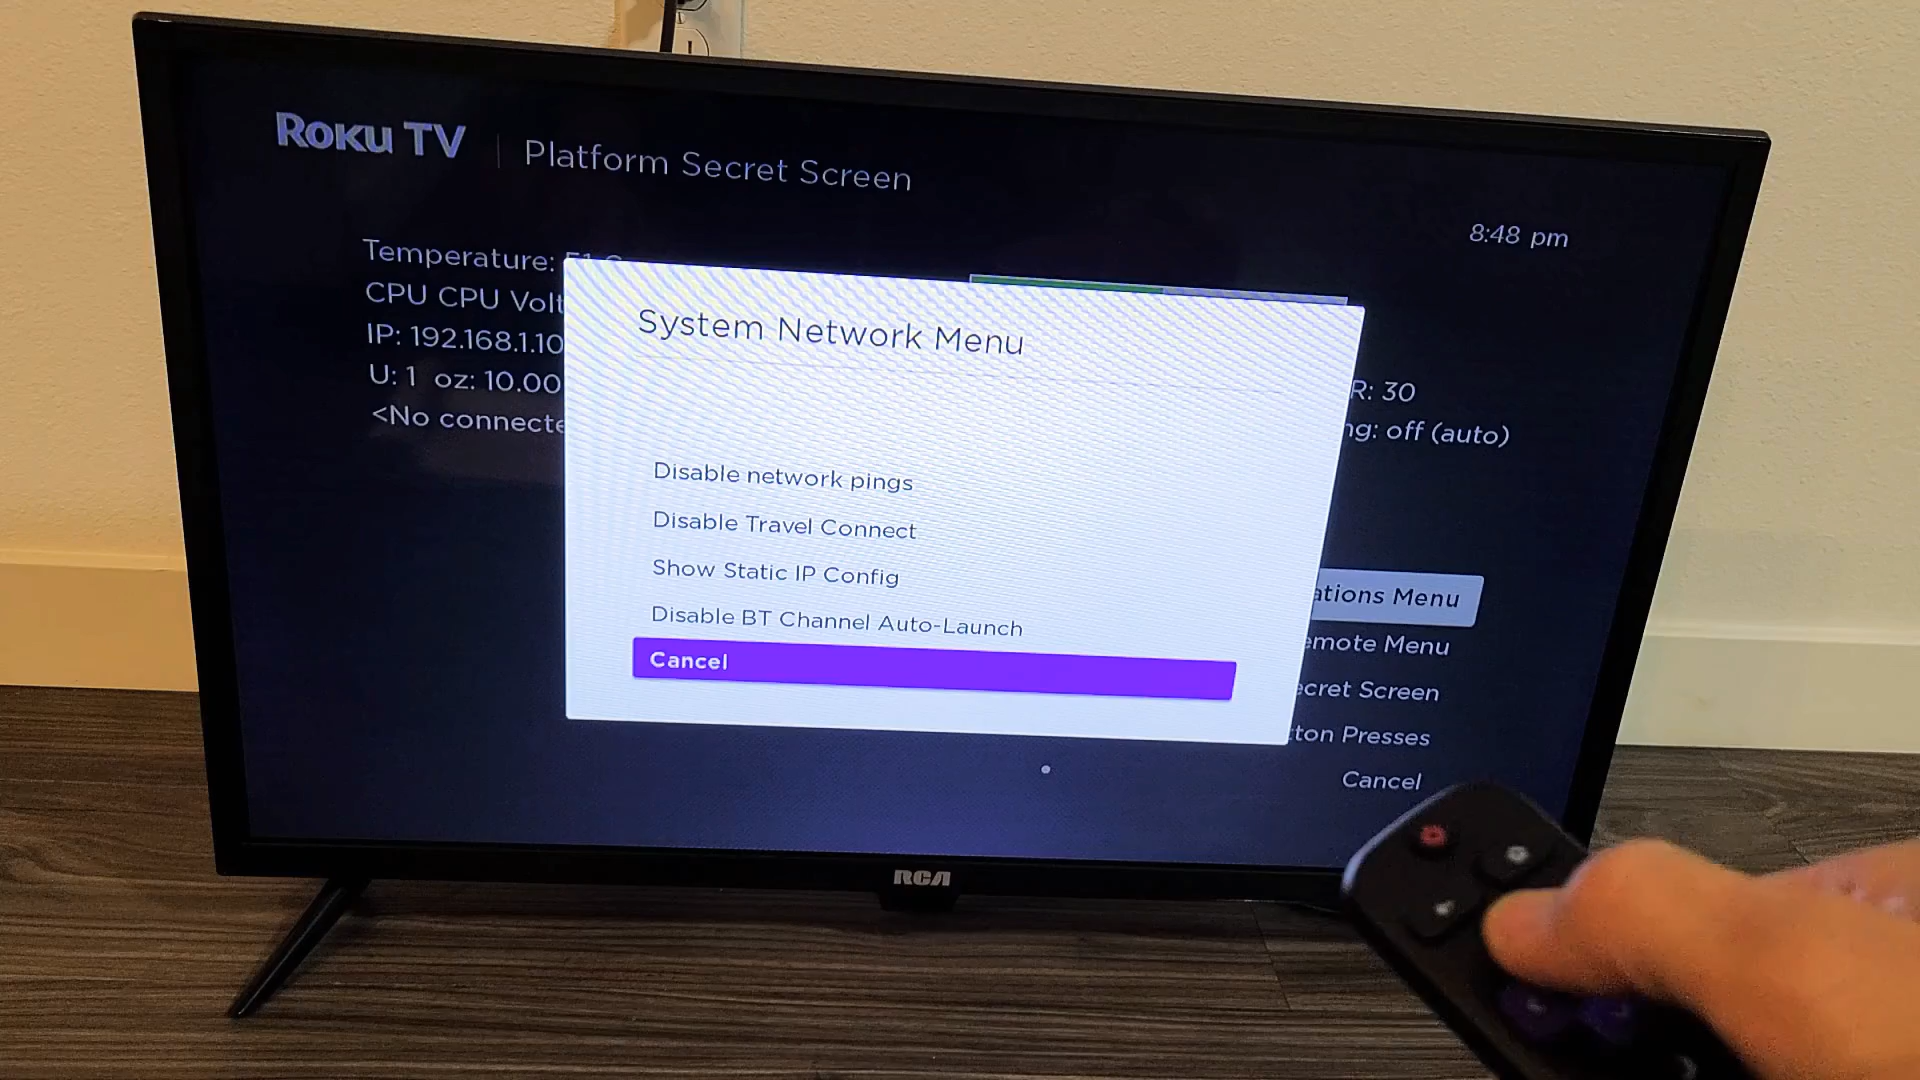 Roku TV
Platform Secret Screen
8:48 pm
Temperature:
CPU CPU Volt
IP: 192.168.1.10
U: 1 oz: 10.00
<No connecte
R: 30
ng: off (auto)
System Network Menu
Disable network pings
Disable Travel Connect
Show Static IP Config
Disable BT Channel Auto-Launch
Cancel
ations Menu
emote Menu
ecret Screen
tton Presses
Cancel
RCA